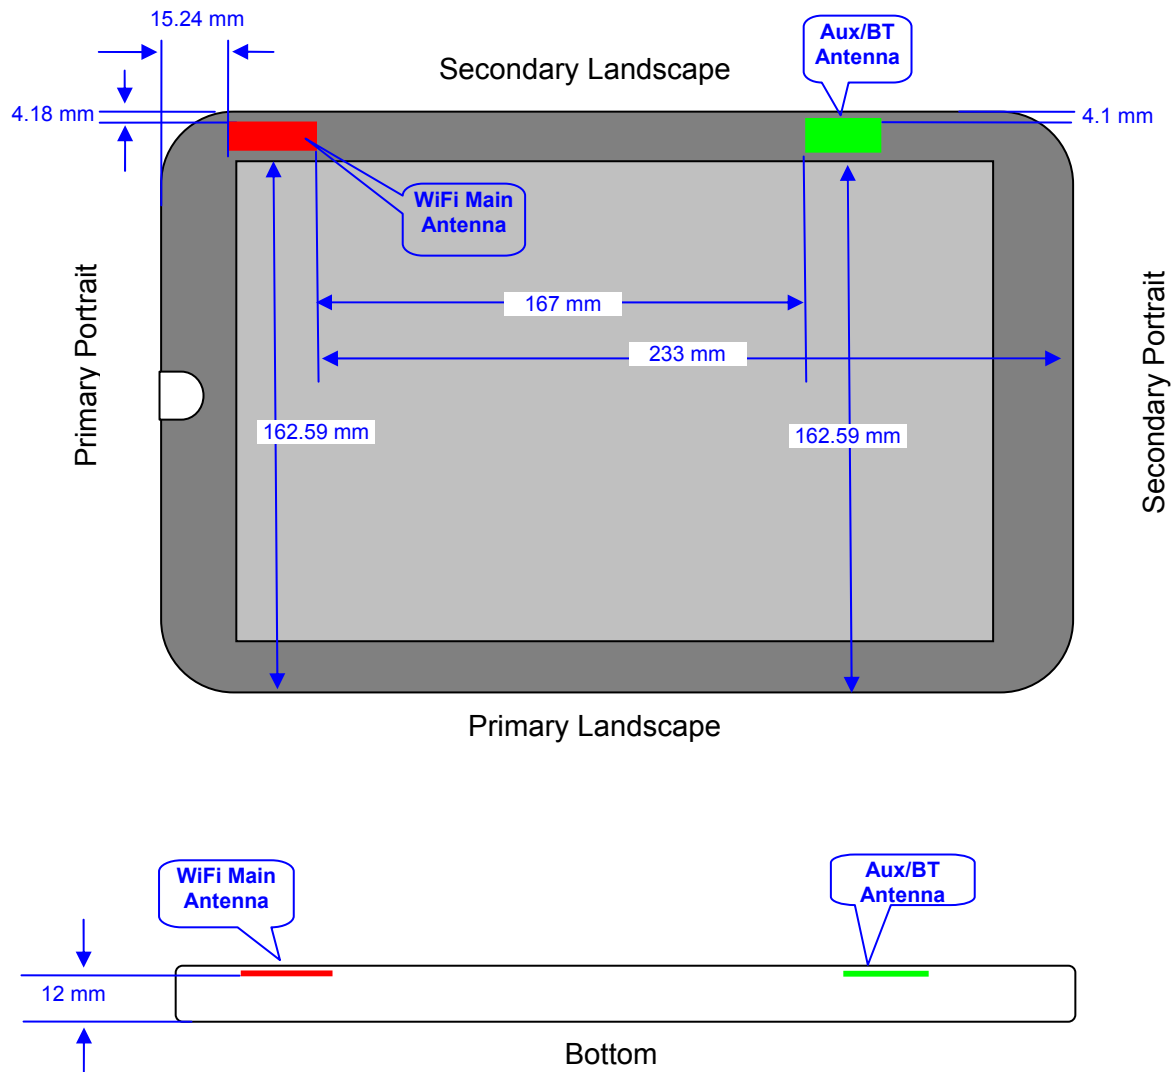 15.24 mm
Aux/BT
Antenna
Secondary Landscape
4.18 mm
4.1 mm
WiFi Main
Antenna
Primary Portrait
167 mm
233 mm
Secondary Portrait
162.59 mm
162.59 mm
Primary Landscape
WiFi Main
Antenna
Aux/BT
Antenna
12 mm
Bottom